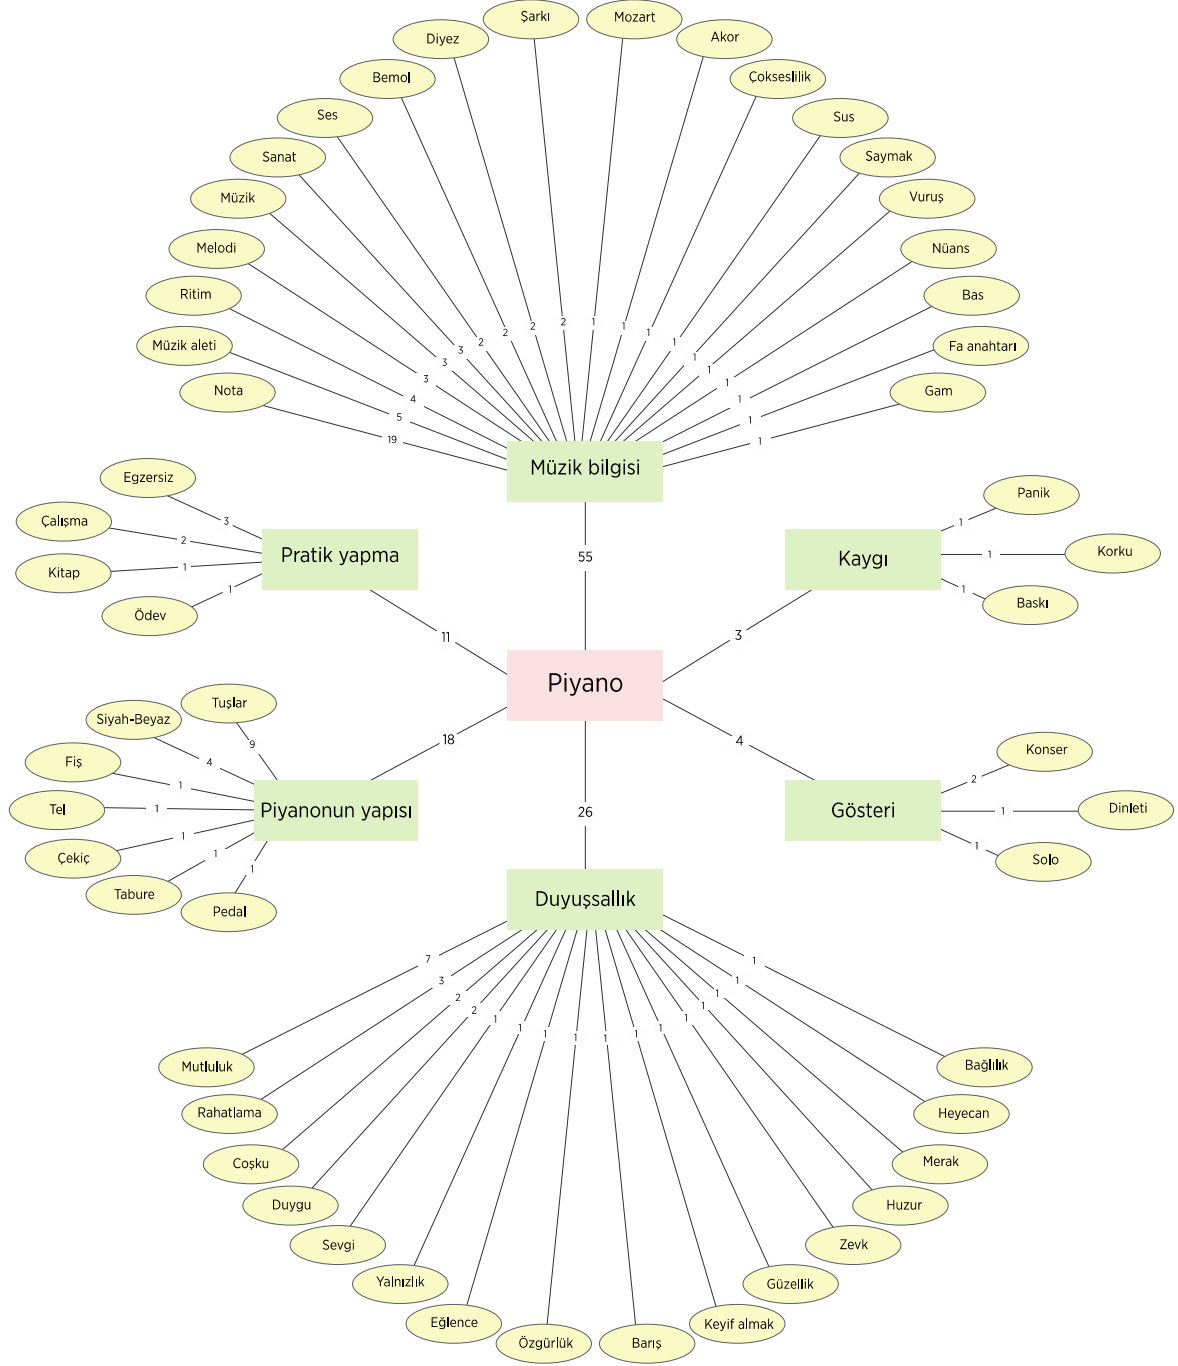 Şarkı
Mozart
Diyez
Akor
Bemol
Çokseslilik
Ses
Sus
Sanat
Saymak
Müzik
Vuruş
Melodi
Nüans
Ritim
Bas
Müzik aleti
Fa anahtarı
Nota
Gam
19
5
4
3
3
3
2
2
2
2
1
1
1
1
1
1
1
1
1
1
Müzik bilgisi
55
Egzersiz
Çalışma
Kitap
Ödev
3
2
1
1
Pratik yapma
11
Panik
Korku
Baskı
1
1
1
Kaygı
3
Piyano
Tuşlar
Siyah-Beyaz
Fiş
Tel
Çekiç
Tabure
Pedal
9
4
1
1
1
1
1
Piyanonun yapısı
18
Konser
Dinleti
Solo
2
1
1
Gösteri
4
26
Duyuşsallık
7
3
2
2
1
1
1
1
1
1
1
1
1
1
1
1
Mutluluk
Rahatlama
Coşku
Duygu
Sevgi
Yalnızlık
Eğlence
Özgürlük
Barış
Keyif almak
Güzellik
Zevk
Huzur
Merak
Heyecan
Bağlılık